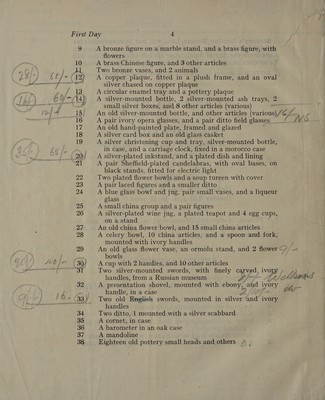 First Day 4
9 A bronze figure on a marble stand, and a brass figure, with
flowers
10 A brass Chinese figure, and 3 other articles
11 Two bronze vases, and 2 animals
12 A copper plaque, fitted in a plush frame, and an oval
silver chased on copper plaque
13 A circular enamel tray and a pottery plaque
14 A silver-mounted bottle, 2 silver-mounted ash trays, 2
small silver boxes, and 8 other articles (various)
15 An old silver-mounted bottle, and other articles (various)
16 A pair ivory opera glasses, and a pair ditto field glasses NS
17 An old hand-painted plate, framed and glazed
18 A silver card box and an old glass casket
19 A silver christening cup and tray, silver-mounted bottle,
in case, and a carriage clock, fixed in a morocco case
20 A silver-plated inkstand, and a plated dish and lining
21 A pair Sheffield-plated candelabras, with oval bases, on
black stands, fitted for electric light
22 Two plated flower bowls and a soup tureen with cover
23 A pair faced figures and a smaller ditto
24 A blue glass bowl and jug, pair small vases, and a liqueur
glass
25 A small china group and a pair figures
26 A silver-plated wine jug, a plated teapot and 4 egg cups,
on a stand
27 An old china flower bowl, and 15 small china articles
28 A celery bowl, 10 china articles, and a spoon and fork,
mounted with ivory handles
29 An old glass flower vase, an ormolu stand, and 2 flower
bowls
30 A cup with 2 handles, and 10 other articles
31 Two silver-mounted swords, with finely carved ivory
handles, from a Russian museum
32 A presentation shovel, mounted with ebony and ivory
handle, in a case
33 Two old English swords, mounted in silver and ivory
handles
34 Two ditto, 1 mounted with a silver scabbard
35 A cornet, in case
36 A barometer in an oak case
37 A mandoline
38 Eighteen old pottery small heads and others